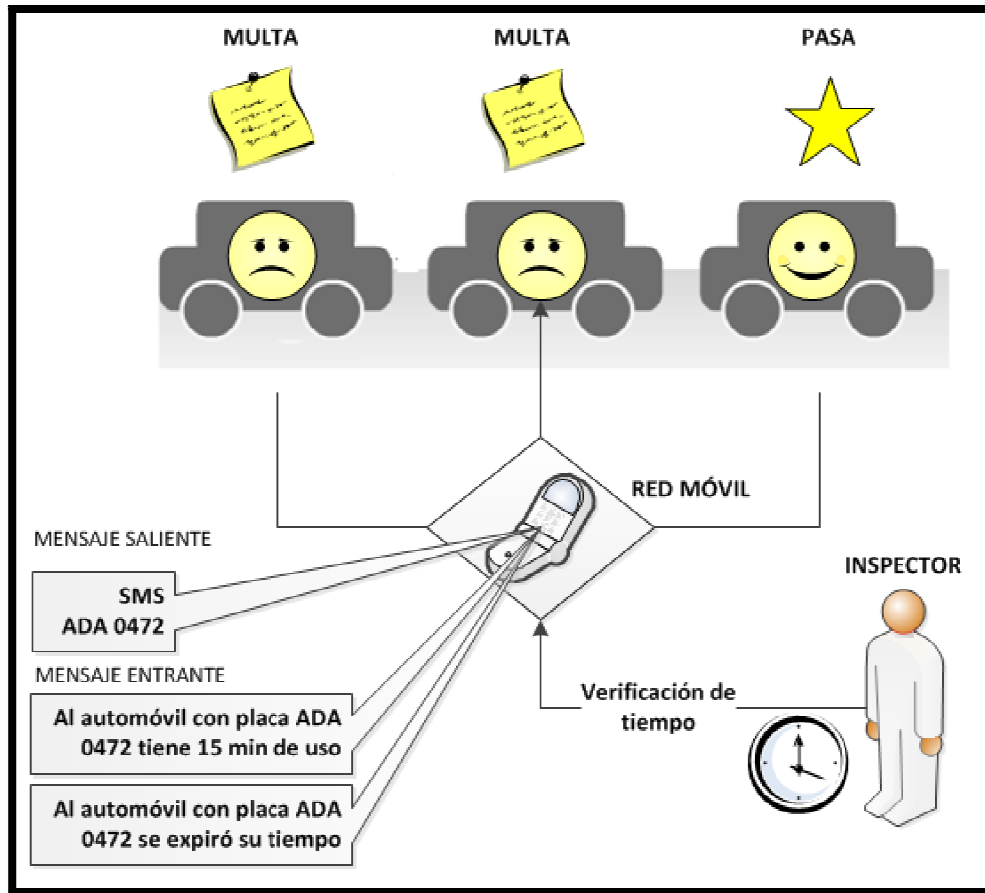 MULTA
MULTA
PASA
RED MÓVIL
MENSAJE SALIENTE
SMS
ADA 0472
INSPECTOR
MENSAJE ENTRANTE
Al automóvil con placa ADA
0472 tiene 15 min de uso
Al automóvil con placa ADA
0472 se expiró su tiempo
Verificación de
tiempo